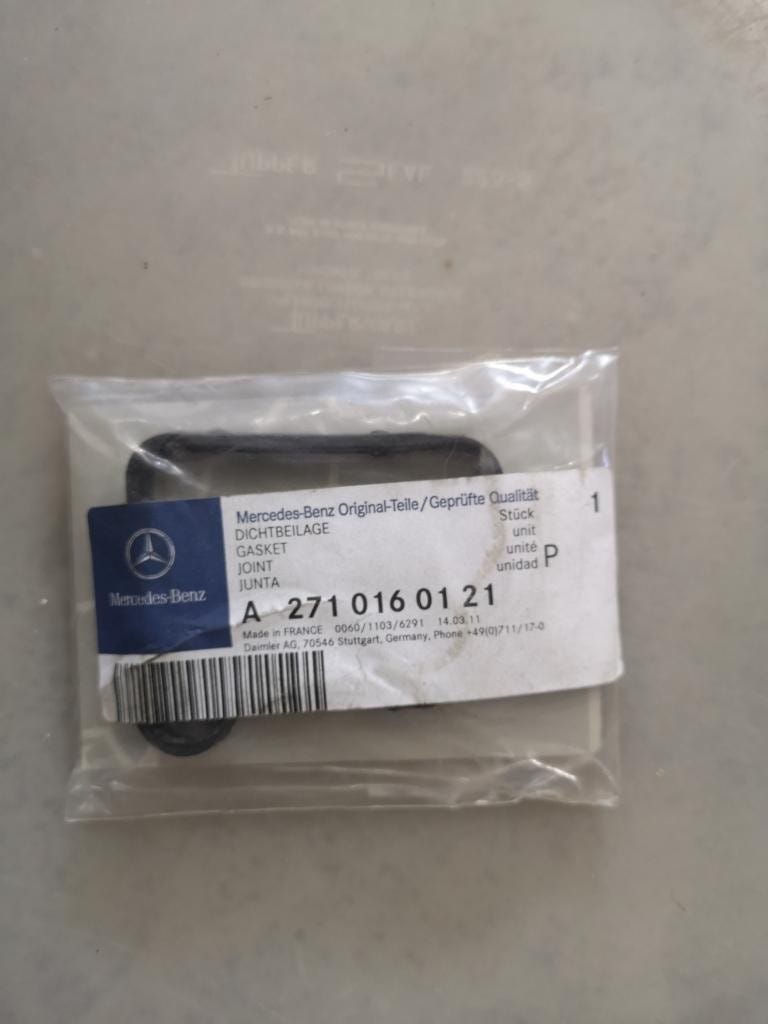 Mercedes-Benz
Mercedes-Benz Original-Teile/Geprüfte Qualität
1
DICHTBEILAGE
Stück
GASKET
unit
JOINT
unité
JUNTA
unidad
P
A 271 016 01 21
Made in FRANCE 0060/1103/6291 14.03.11
Daimler AG, 70546 Stuttgart, Germany, Phone +49(0)711/17-0